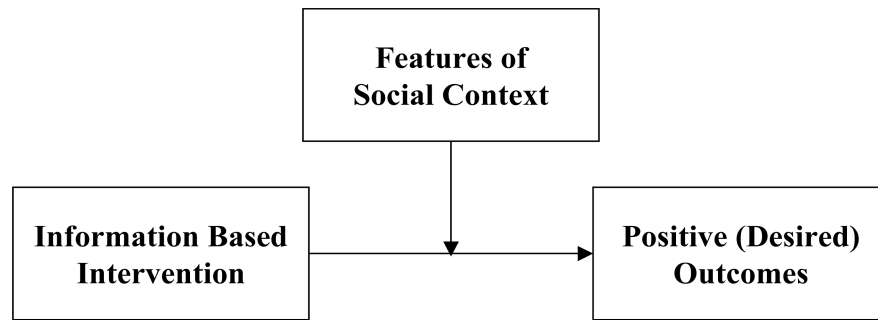 Features of
Social Context
Information Based
Intervention
Positive (Desired)
Outcomes